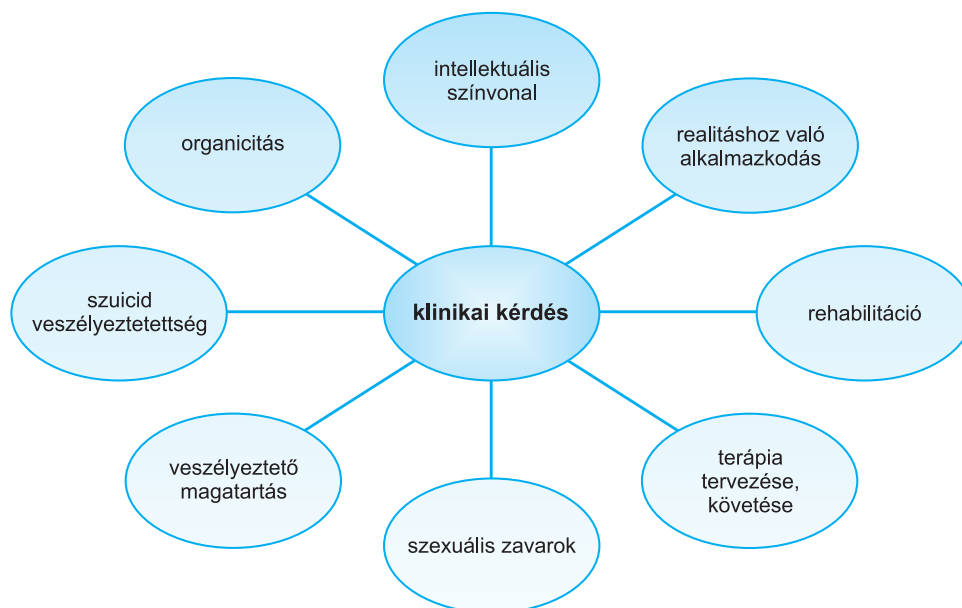 intellektuális
színvonal
organicitás
realitáshoz való
alkalmazkodás
szuicid
veszélyeztetettség
klinikai kérdés
rehabilitáció
veszélyeztető
magatartás
terápia
tervezése,
követése
szexuális zavarok